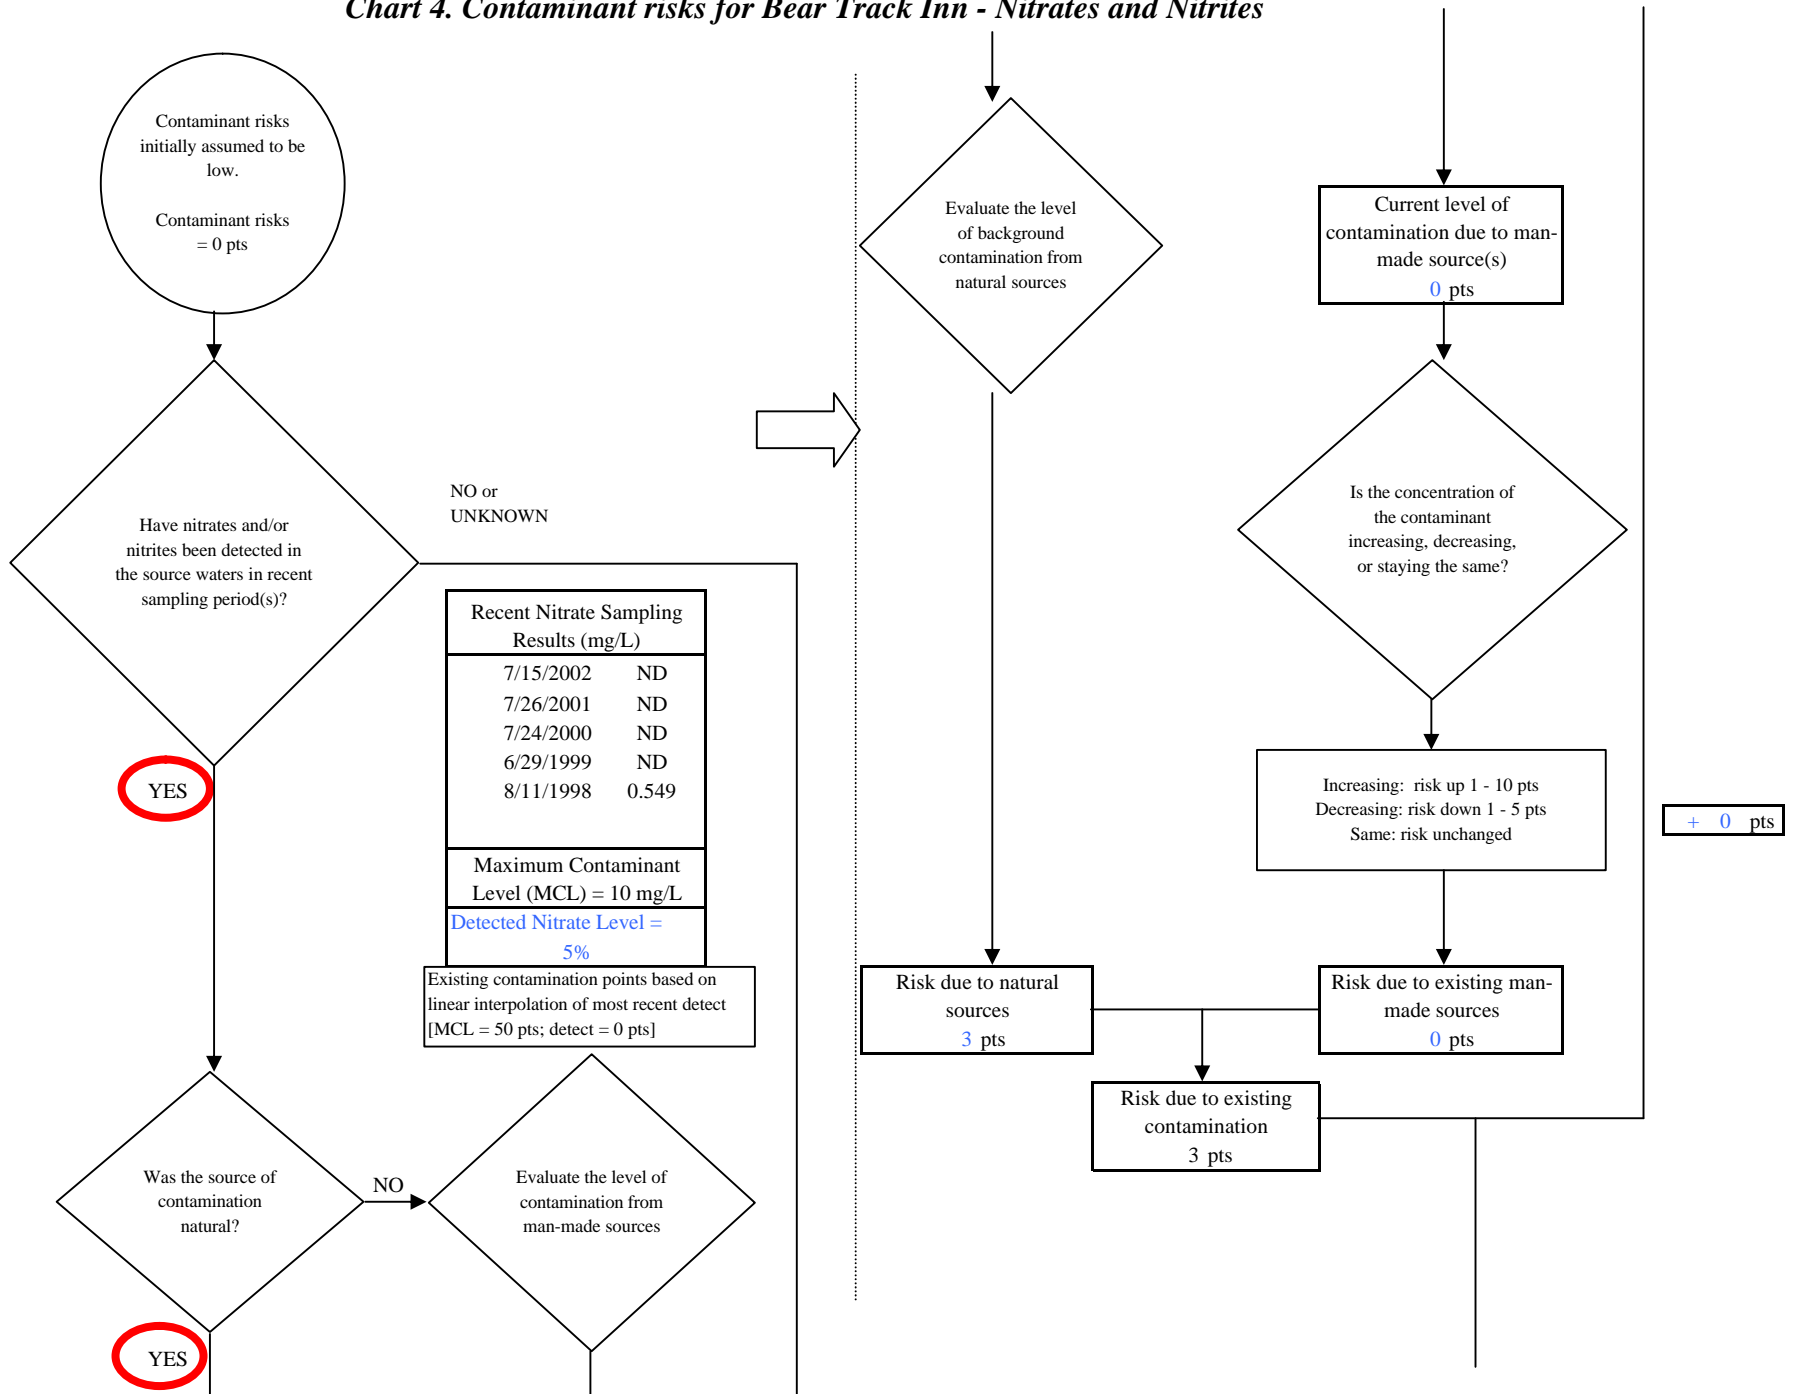 Chart 4. Contaminant risks for Bear Track Inn - Nitrates and Nitrites
Contaminant risks
initially assumed to be
low.
Contaminant risks
= 0 pts
Have nitrates and/or
nitrites been detected in
the source waters in recent
sampling period(s)?
NO or
UNKNOWN
YES
Recent Nitrate Sampling
Results (mg/L)
7/15/2002 ND
7/26/2001 ND
7/24/2000 ND
6/29/1999 ND
8/11/1998 0.549
Maximum Contaminant
Level (MCL) = 10 mg/L
Detected Nitrate Level =
5%
Existing contamination points based on
linear interpolation of most recent detect
[MCL = 50 pts; detect = 0 pts]
Was the source of
contamination
natural?
NO
Evaluate the level of
contamination from
man-made sources
YES
Evaluate the level
of background
contamination from
natural sources
Current level of
contamination due to man-
made source(s)
0 pts
Is the concentration of
the contaminant
increasing, decreasing,
or staying the same?
Increasing: risk up 1 - 10 pts
Decreasing: risk down 1 - 5 pts
Same: risk unchanged
+ 0 pts
Risk due to natural
sources
3 pts
Risk due to existing man-
made sources
0 pts
Risk due to existing
contamination
3 pts